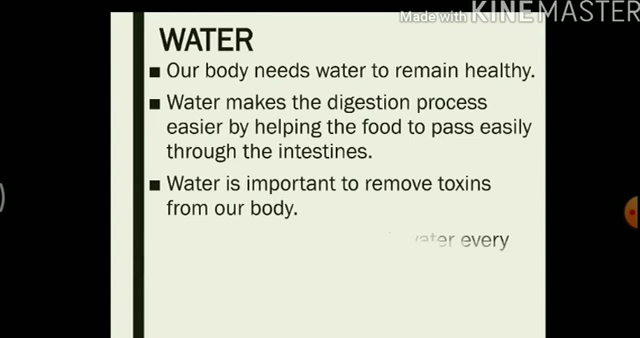 Made with KINEMASTER
WATER
■ Our body needs water to remain healthy.
■ Water makes the digestion process
easier by helping the food to pass easily
through the intestines.
■ Water is important to remove toxins
from our body.
water every